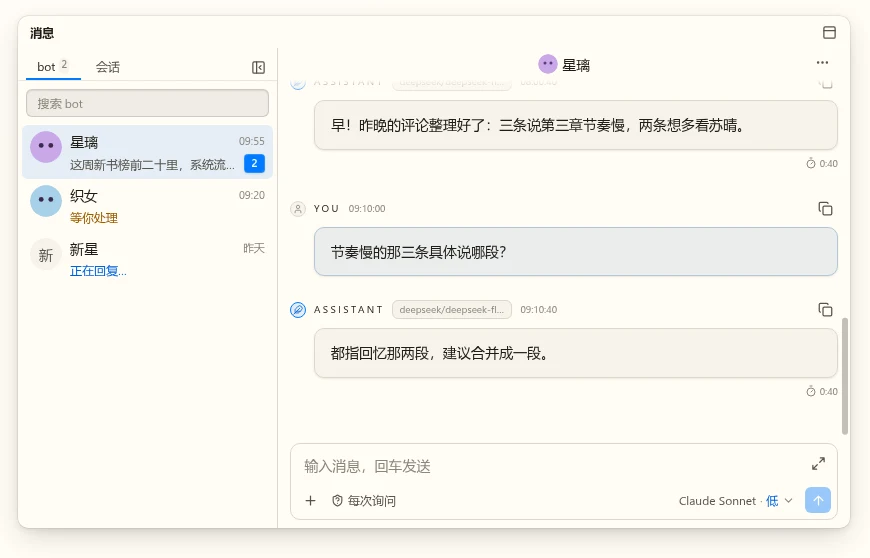 消息
bot 2
会话
搜索 bot
星璃 09:55
这周新书榜前二十里，系统流... 2
织女 09:20
等你处理
新 新星 昨天
正在回复...
星璃
早！昨晚的评论整理好了：三条说第三章节奏慢，两条想多看苏晴。
0:40
YOU 09:10:00
节奏慢的那三条具体说哪段？
ASSISTANT deepseek/deepseek-fl... 09:10:40
都指回忆那两段，建议合并成一段。
0:40
输入消息，回车发送
每次询问
Claude Sonnet · 低